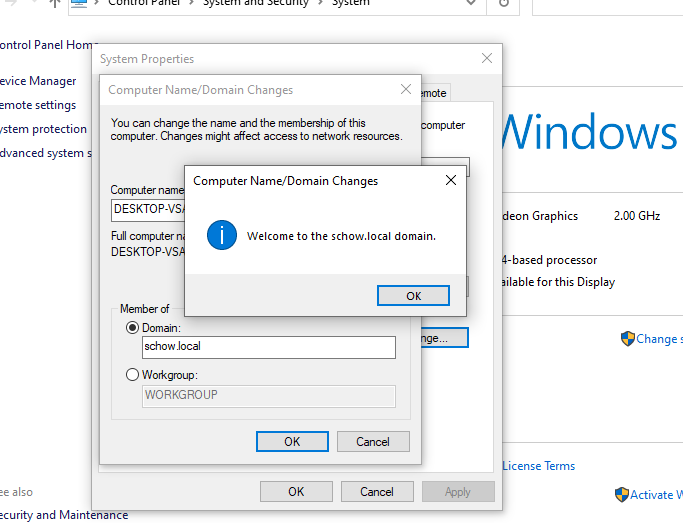 Control Panel › System and Security › System
ontrol Panel Home
evice Manager
emote settings
ystem protection
dvanced system s
System Properties
emote
computer
nge...
Computer Name/Domain Changes
You can change the name and the membership of this
computer. Changes might affect access to network resources.
Computer name
DESKTOP-VSA
Full computer na
DESKTOP-VSA
Computer Name/Domain Changes
Welcome to the schow.local domain.
OK
Member of
Domain:
schow.local
Workgroup:
WORKGROUP
OK Cancel
OK Cancel Apply
Windows
deon Graphics 2.00 GHz
4-based processor
ailable for this Display
Change s
License Terms
Activate W
ee also
ecurity and Maintenance